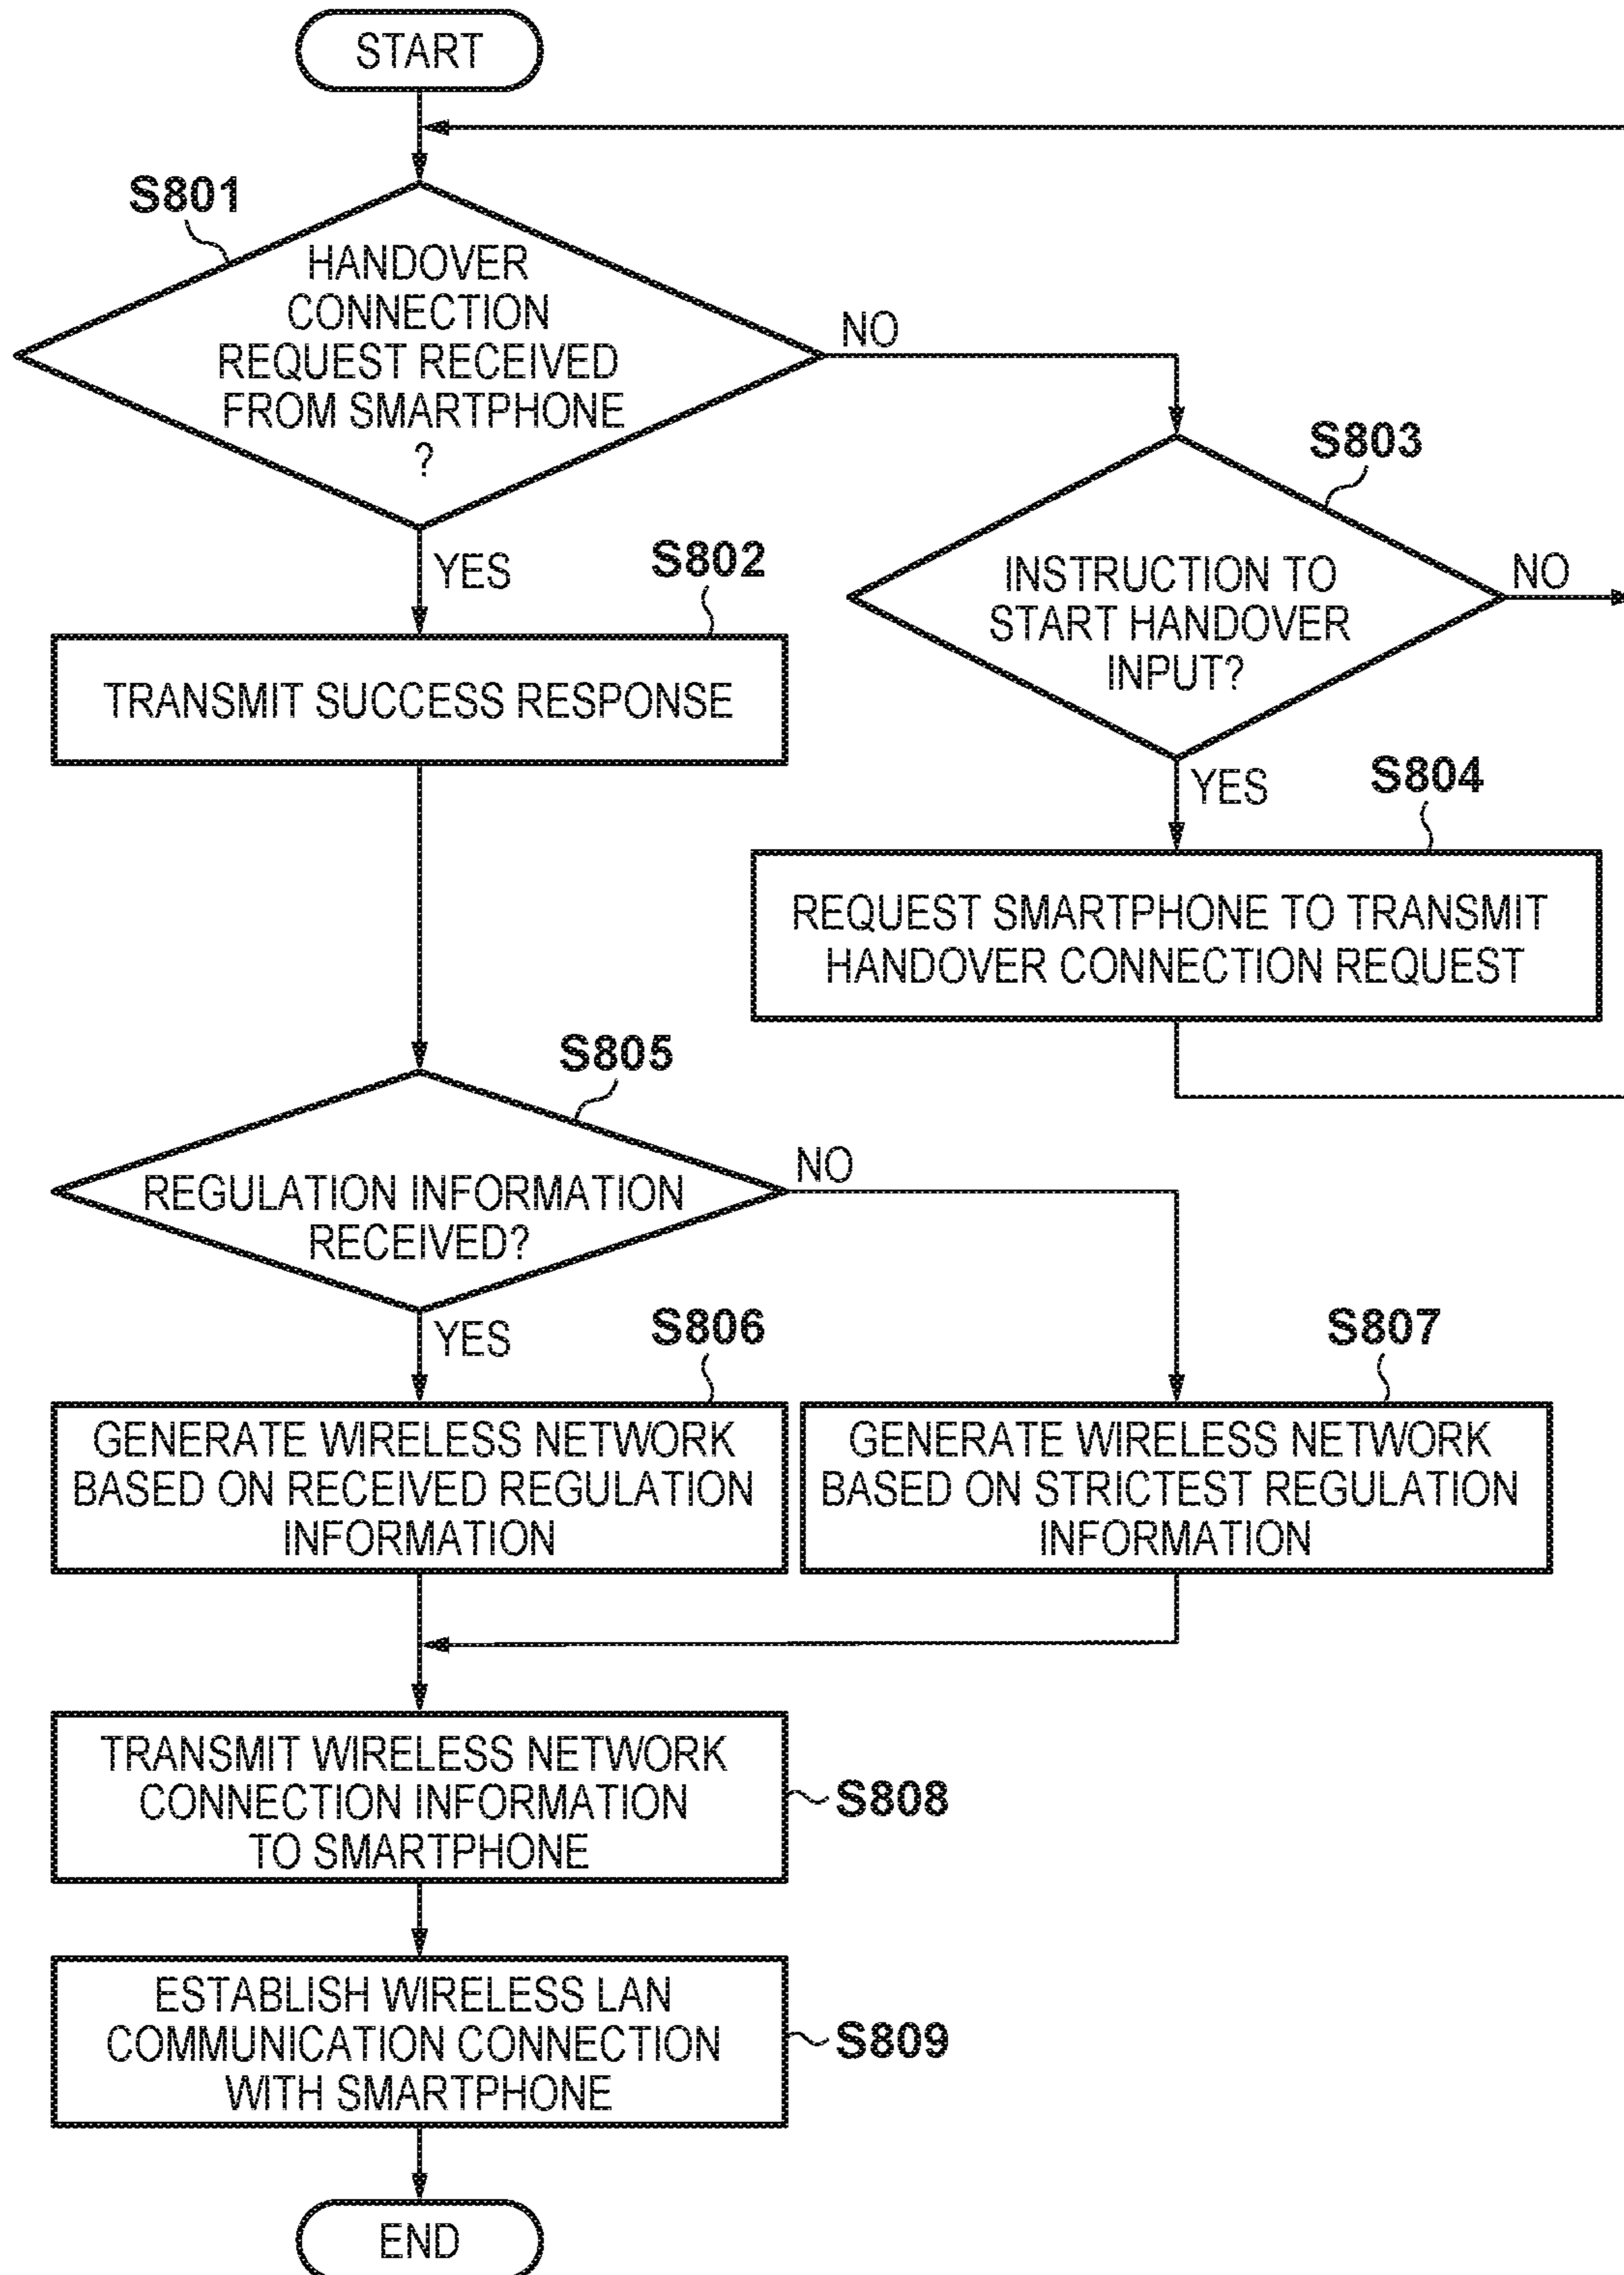 START
S801
HANDOVER
CONNECTION
REQUEST RECEIVED
FROM SMARTPHONE
?
NO
YES
S802
TRANSMIT SUCCESS RESPONSE
S803
INSTRUCTION TO
START HANDOVER
INPUT?
NO
YES
S804
REQUEST SMARTPHONE TO TRANSMIT
HANDOVER CONNECTION REQUEST
S805
REGULATION INFORMATION
RECEIVED?
NO
YES
S806
GENERATE WIRELESS NETWORK
BASED ON RECEIVED REGULATION
INFORMATION
S807
GENERATE WIRELESS NETWORK
BASED ON STRICTEST REGULATION
INFORMATION
TRANSMIT WIRELESS NETWORK
CONNECTION INFORMATION
TO SMARTPHONE
S808
ESTABLISH WIRELESS LAN
COMMUNICATION CONNECTION
WITH SMARTPHONE
S809
END